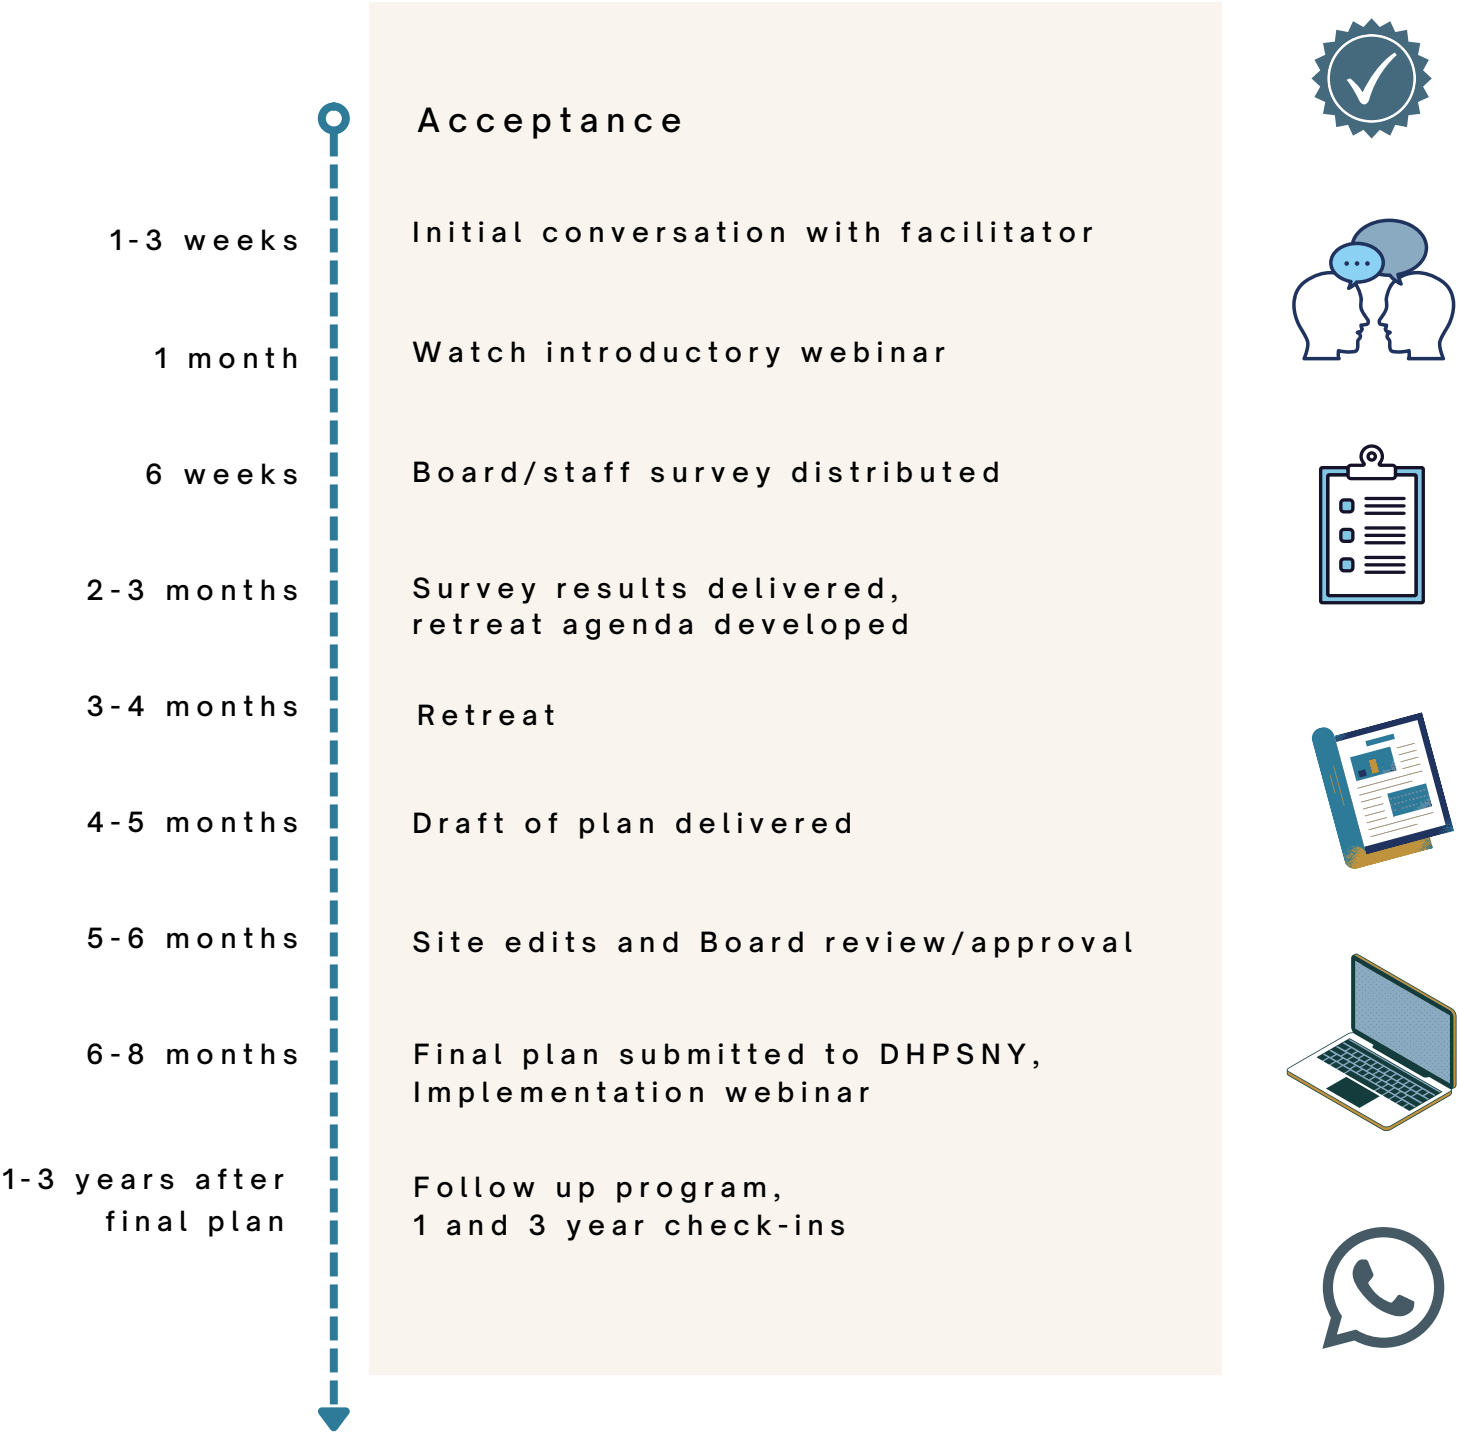 Acceptance
1-3 weeks
Initial conversation with facilitator
1 month
Watch introductory webinar
6 weeks
Board/staff survey distributed
2-3 months
Survey results delivered,
retreat agenda developed
3-4 months
Retreat
4-5 months
Draft of plan delivered
5-6 months
Site edits and Board review/approval
6-8 months
Final plan submitted to DHPSNY,
Implementation webinar
1-3 years after
final plan
Follow up program,
1 and 3 year check-ins